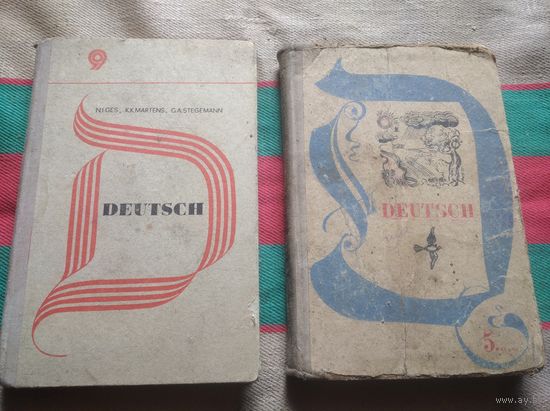 9
N.I.GES, K.K.MARTENS, G.A.STEGEMANN
DEUTSCH
DEUTSCH
5